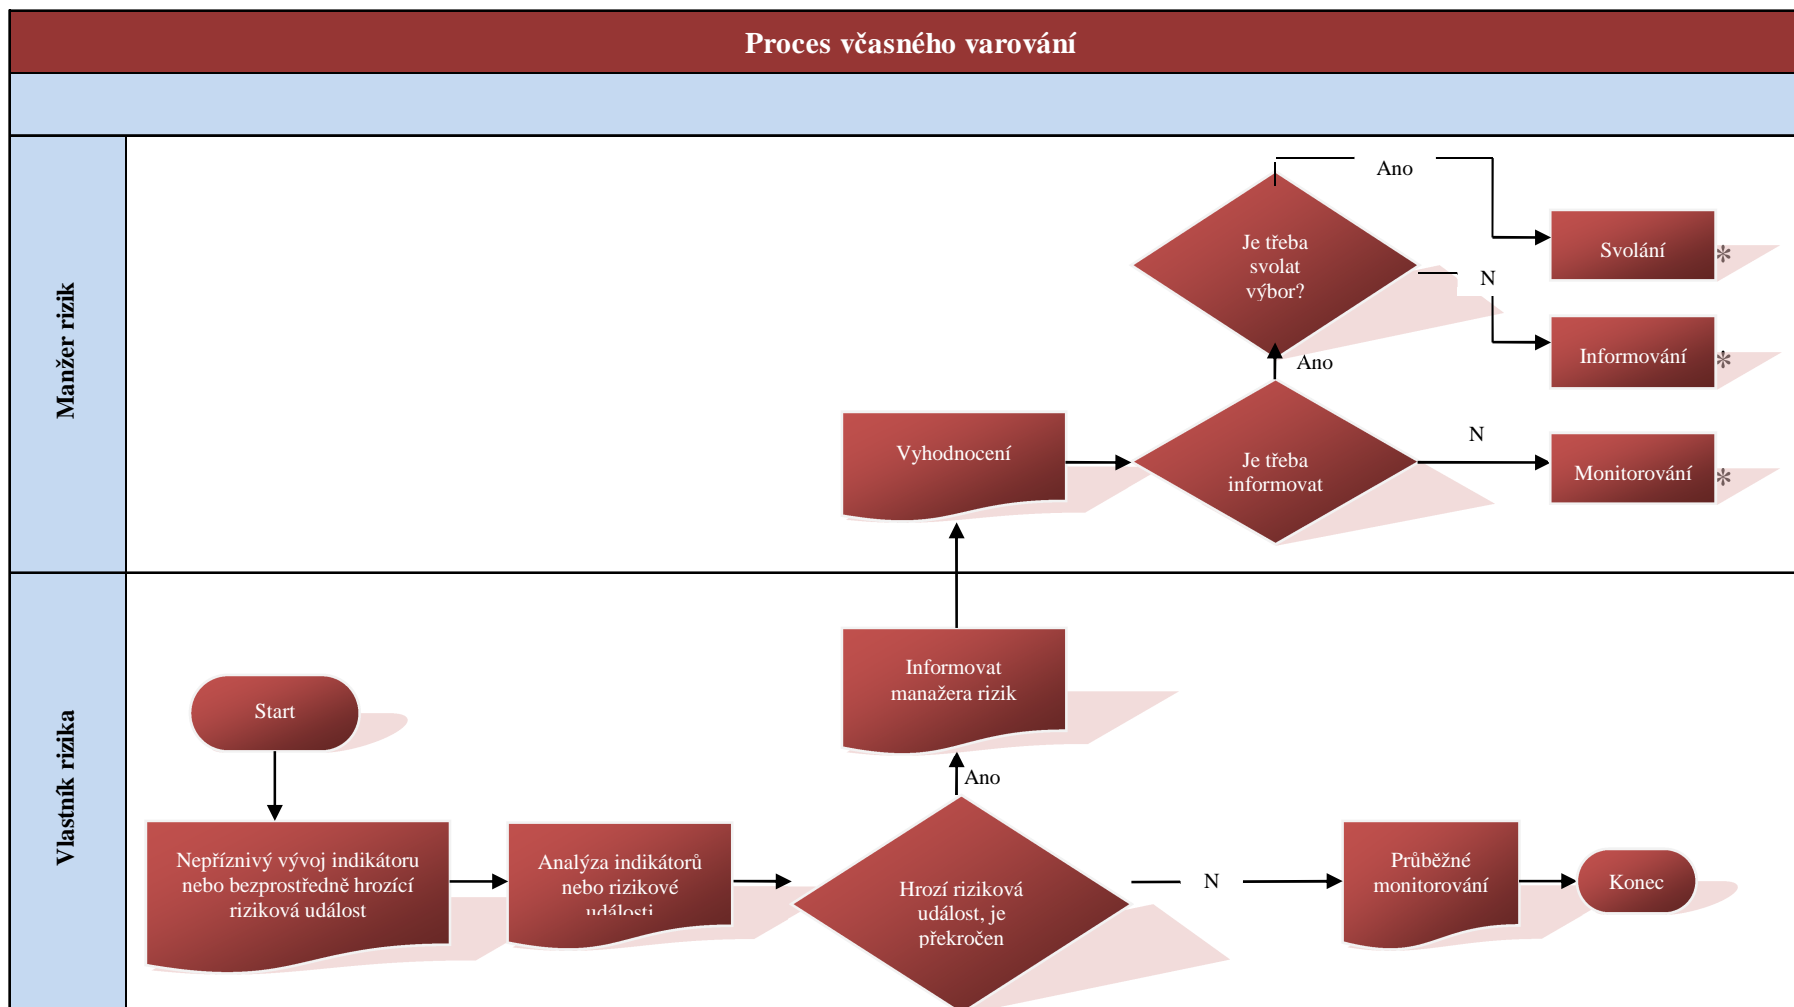 Proces včasného varování
Manžer rizik
Ano
Je třeba
svolat
výbor?
Svolání
*
N
Informování
*
Ano
Vyhodnocení
Je třeba
informovat
N
Monitorování
*
Vlastník rizika
Informovat
manažera rizik
Start
Ano
Nepříznivý vývoj indikátoru
nebo bezprostředně hrozící
riziková událost
Analýza indikátorů
nebo rizikové
události
Hrozí riziková
událost, je
překročen
N
Průběžné
monitorování
Konec